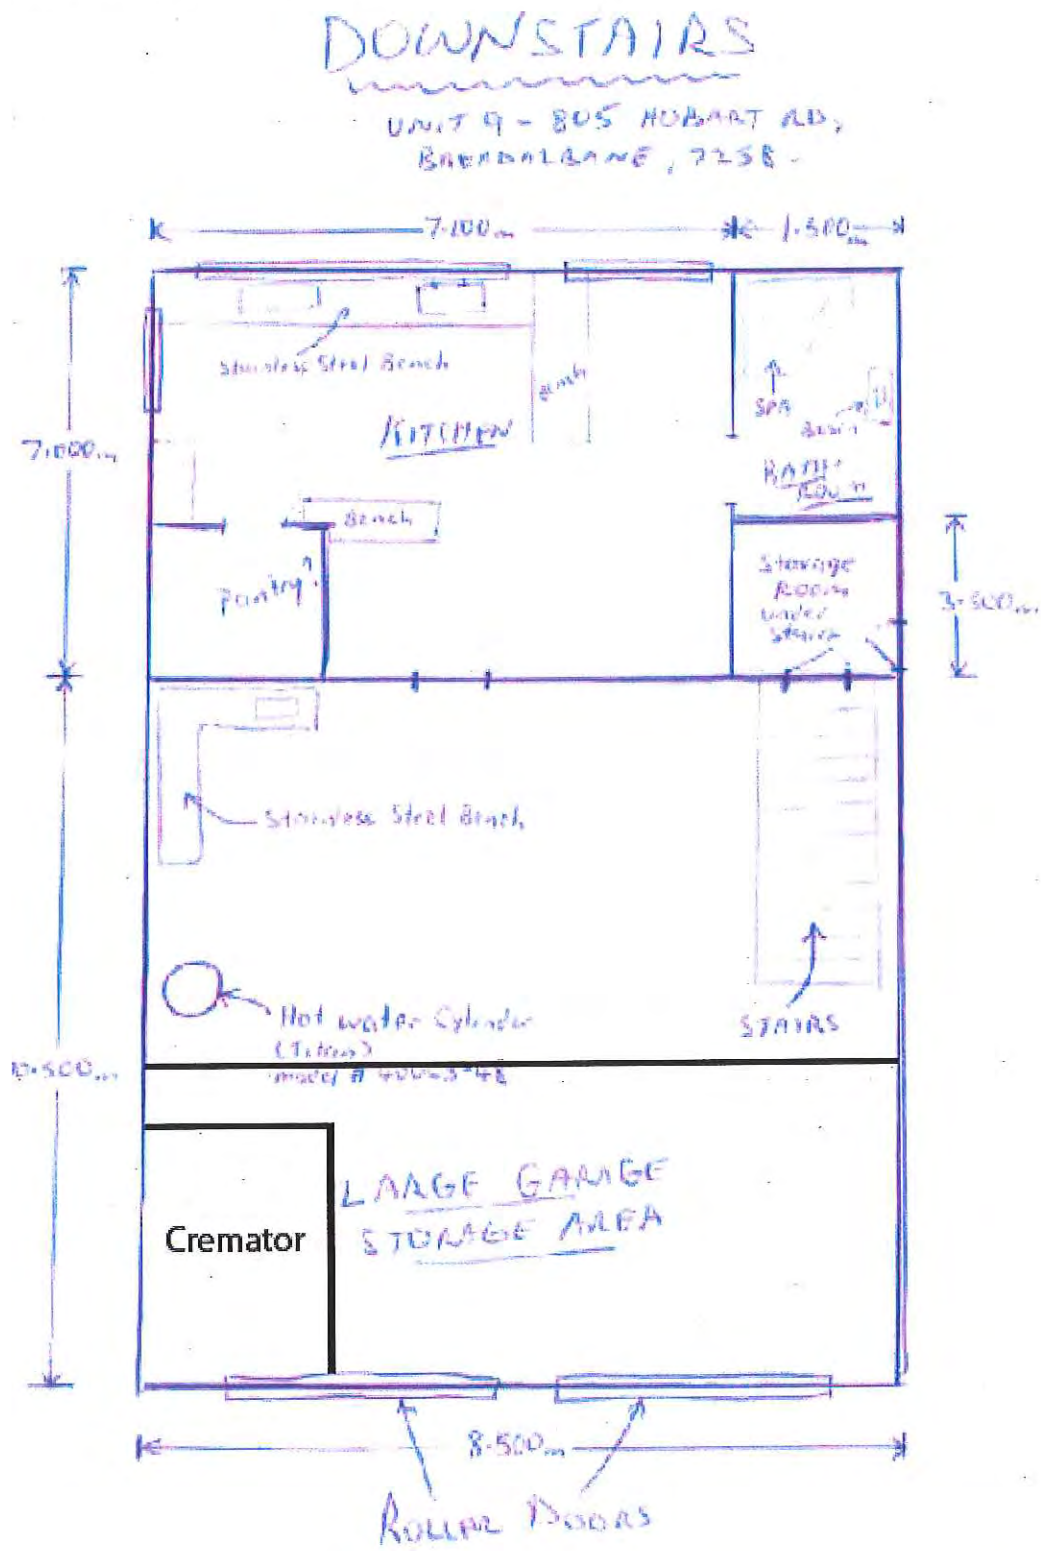 DOWNSTAIRS
UNIT 9 - 805 HOBART RD,
BREADALBANE, 7258.
7.100m
1.500m
Stainless Steel Bench
Bench
KITCHEN
SPA
Basin
BATH-
ROOM
7.000m
Bench
Pantry
Storage
Room
under
Stairs
3.500m
Stainless Steel Bench
STAIRS
Hot water Cylinder
model #
10.500m
LARGE GARAGE
STORAGE AREA
Cremator
8.500m
ROLLAR DOORS